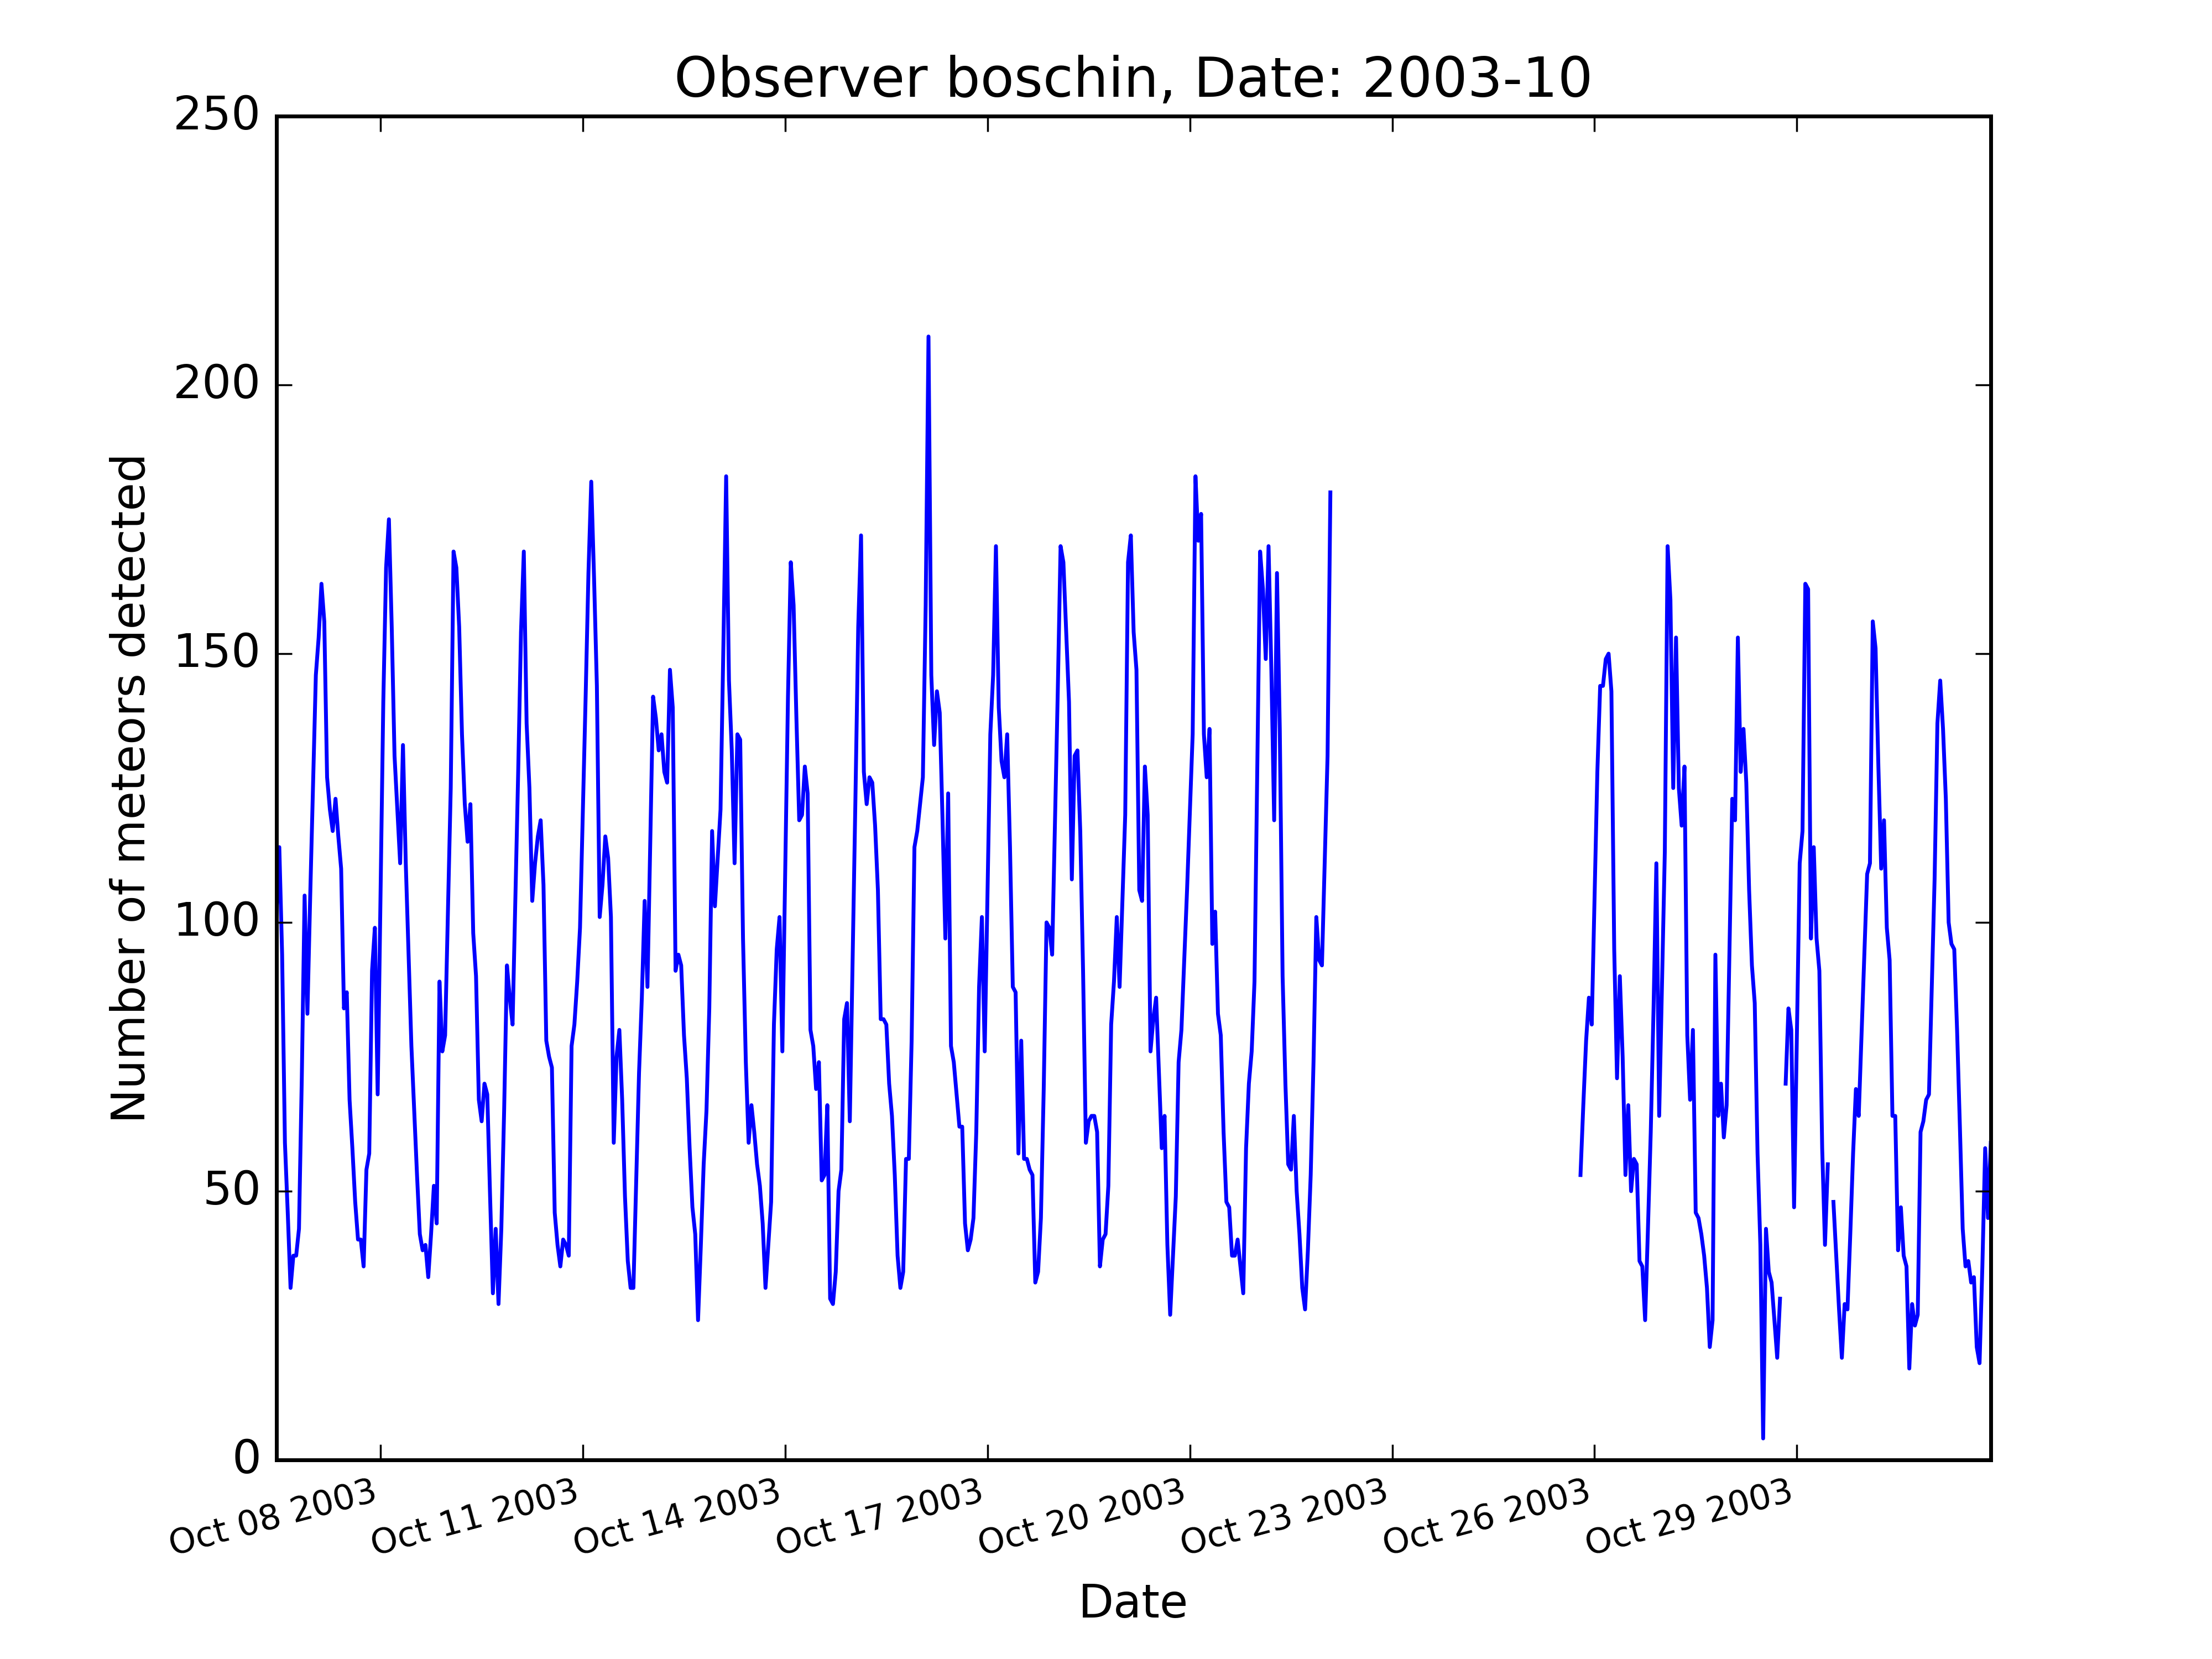 Observer boschin, Date: 2003-10
250
200
150
100
50
0
Number of meteors detected
Oct 08 2003
Oct 11 2003
Oct 14 2003
Oct 17 2003
Oct 20 2003
Oct 23 2003
Oct 26 2003
Oct 29 2003
Date